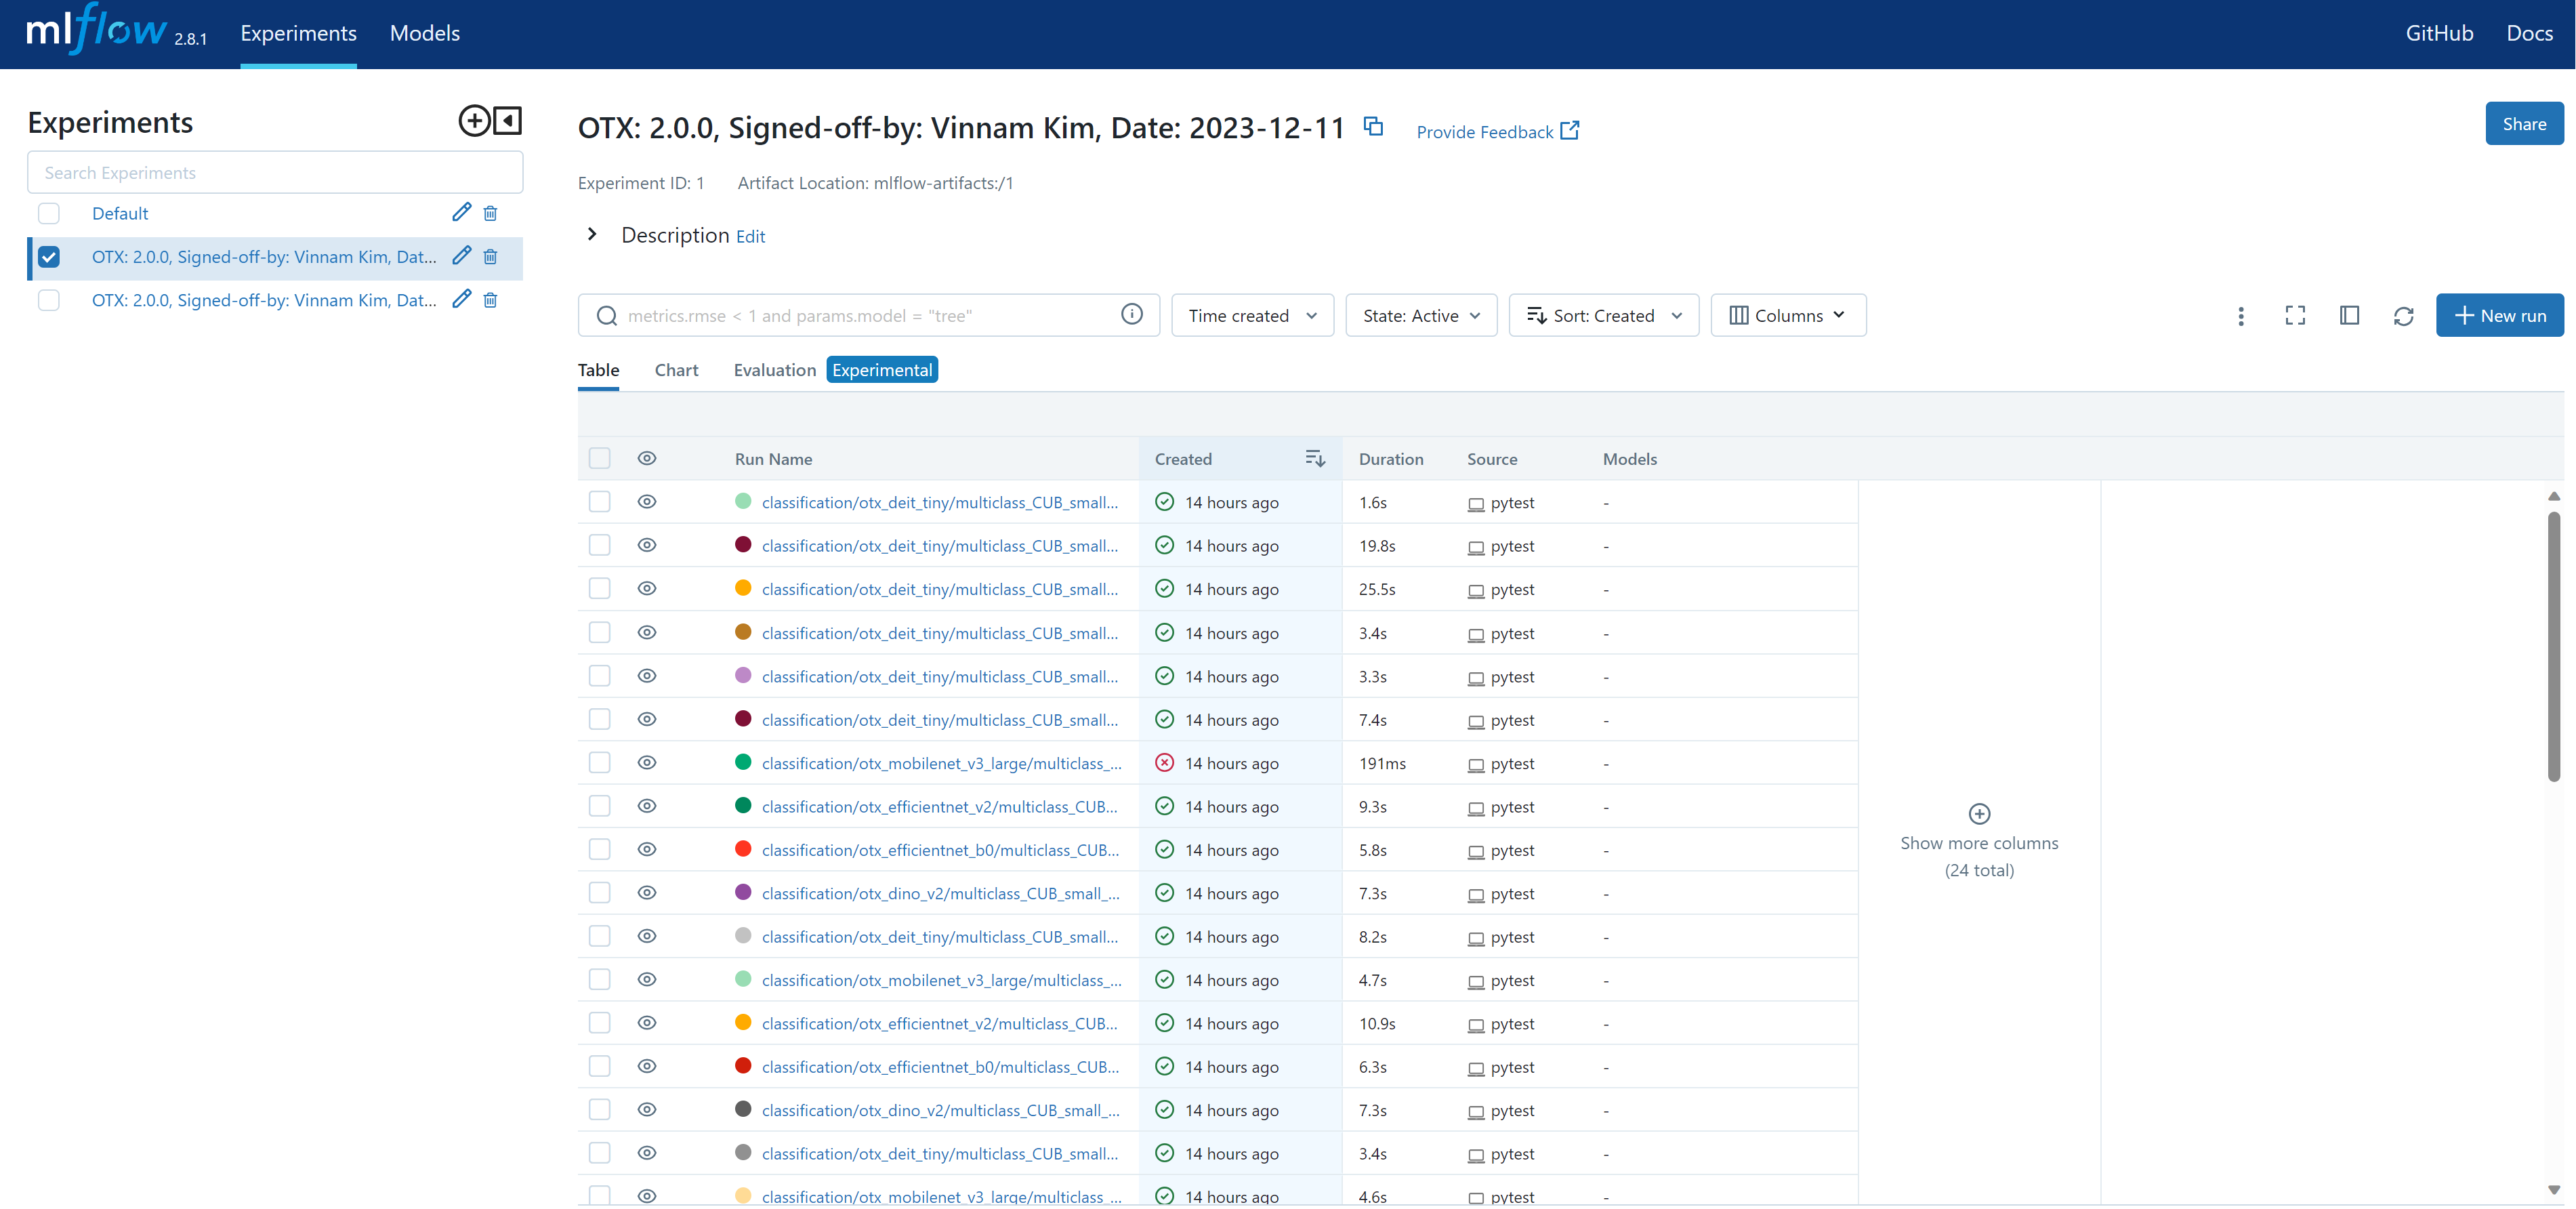 mlflow 2.8.1 Experiments Models GitHub Docs
Experiments
Search Experiments
Default
OTX: 2.0.0, Signed-off-by: Vinnam Kim, Dat...
OTX: 2.0.0, Signed-off-by: Vinnam Kim, Dat...
OTX: 2.0.0, Signed-off-by: Vinnam Kim, Date: 2023-12-11 Provide Feedback Share
Experiment ID: 1 Artifact Location: mlflow-artifacts:/1
Description Edit
metrics.rmse < 1 and params.model = "tree" Time created State: Active Sort: Created Columns New run
Table Chart Evaluation Experimental
Run Name Created Duration Source Models
classification/otx_deit_tiny/multiclass_CUB_small... 14 hours ago 1.6s pytest -
classification/otx_deit_tiny/multiclass_CUB_small... 14 hours ago 19.8s pytest -
classification/otx_deit_tiny/multiclass_CUB_small... 14 hours ago 25.5s pytest -
classification/otx_deit_tiny/multiclass_CUB_small... 14 hours ago 3.4s pytest -
classification/otx_deit_tiny/multiclass_CUB_small... 14 hours ago 3.3s pytest -
classification/otx_deit_tiny/multiclass_CUB_small... 14 hours ago 7.4s pytest -
classification/otx_mobilenet_v3_large/multiclass_... 14 hours ago 191ms pytest -
classification/otx_efficientnet_v2/multiclass_CUB... 14 hours ago 9.3s pytest -
classification/otx_efficientnet_b0/multiclass_CUB... 14 hours ago 5.8s pytest -
classification/otx_dino_v2/multiclass_CUB_small_... 14 hours ago 7.3s pytest -
classification/otx_deit_tiny/multiclass_CUB_small... 14 hours ago 8.2s pytest -
classification/otx_mobilenet_v3_large/multiclass_... 14 hours ago 4.7s pytest -
classification/otx_efficientnet_v2/multiclass_CUB... 14 hours ago 10.9s pytest -
classification/otx_efficientnet_b0/multiclass_CUB... 14 hours ago 6.3s pytest -
classification/otx_dino_v2/multiclass_CUB_small_... 14 hours ago 7.3s pytest -
classification/otx_deit_tiny/multiclass_CUB_small... 14 hours ago 3.4s pytest -
classification/otx_mobilenet_v3_large/multiclass_... 14 hours ago 4.6s pytest -
Show more columns
(24 total)